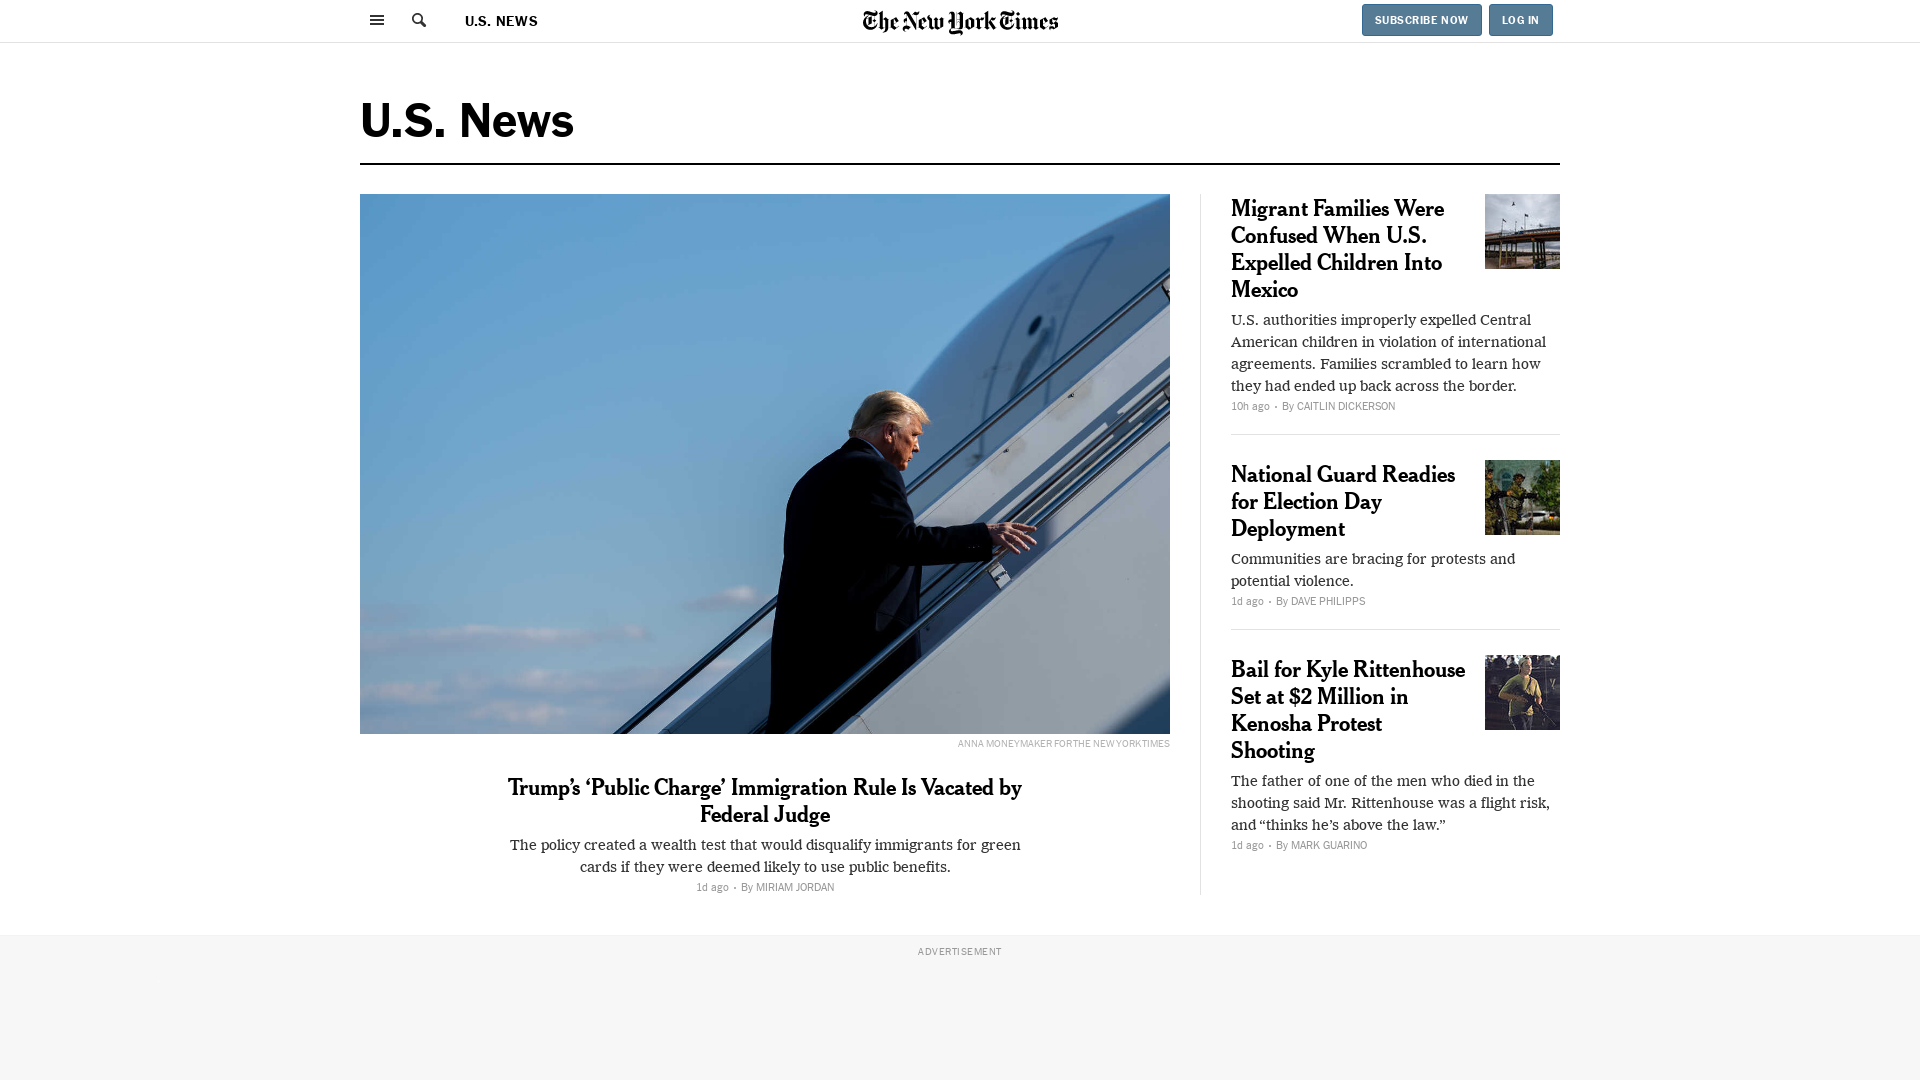 U.S. NEWS
The New York Times
SUBSCRIBE NOW
LOG IN
U.S. News
ANNA MONEYMAKER FOR THE NEW YORK TIMES
Trump’s ‘Public Charge’ Immigration Rule Is Vacated by
Federal Judge
The policy created a wealth test that would disqualify immigrants for green
cards if they were deemed likely to use public benefits.
1d ago • By MIRIAM JORDAN
Migrant Families Were
Confused When U.S.
Expelled Children Into
Mexico
U.S. authorities improperly expelled Central
American children in violation of international
agreements. Families scrambled to learn how
they had ended up back across the border.
10h ago • By CAITLIN DICKERSON
National Guard Readies
for Election Day
Deployment
Communities are bracing for protests and
potential violence.
1d ago • By DAVE PHILIPPS
Bail for Kyle Rittenhouse
Set at $2 Million in
Kenosha Protest
Shooting
The father of one of the men who died in the
shooting said Mr. Rittenhouse was a flight risk,
and “thinks he’s above the law.”
1d ago • By MARK GUARINO
ADVERTISEMENT